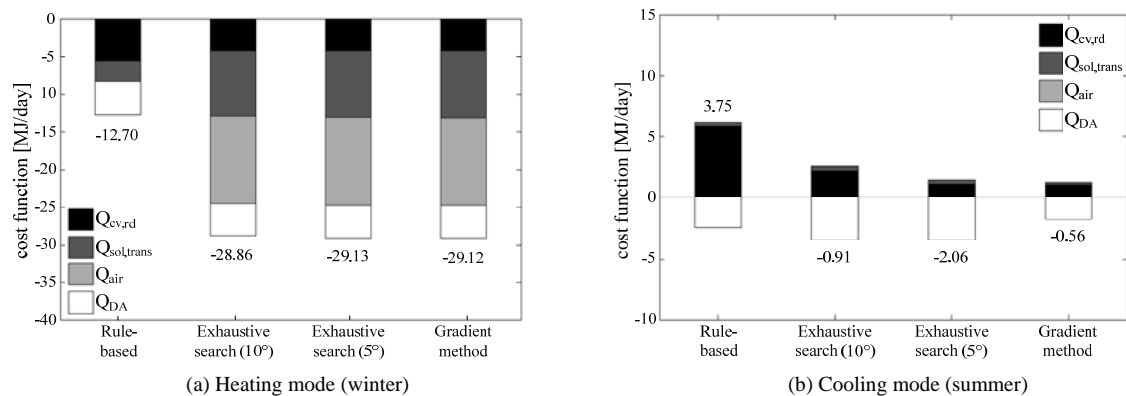 0
-5
-10
-15
-20
-25
-30
-35
-40
cost function [MJ/day]
-12.70
-28.86
-29.13
-29.12
Qcv,rd
Qsol,trans
Qair
QDA
Rule-
based
Exhaustive
search (10°)
Exhaustive
search (5°)
Gradient
method
(a) Heating mode (winter)
15
10
5
0
-5
-10
cost function [MJ/day]
Qcv,rd
Qsol,trans
Qair
QDA
3.75
-0.91
-2.06
-0.56
Rule-
based
Exhaustive
search (10°)
Exhaustive
search (5°)
Gradient
method
(b) Cooling mode (summer)